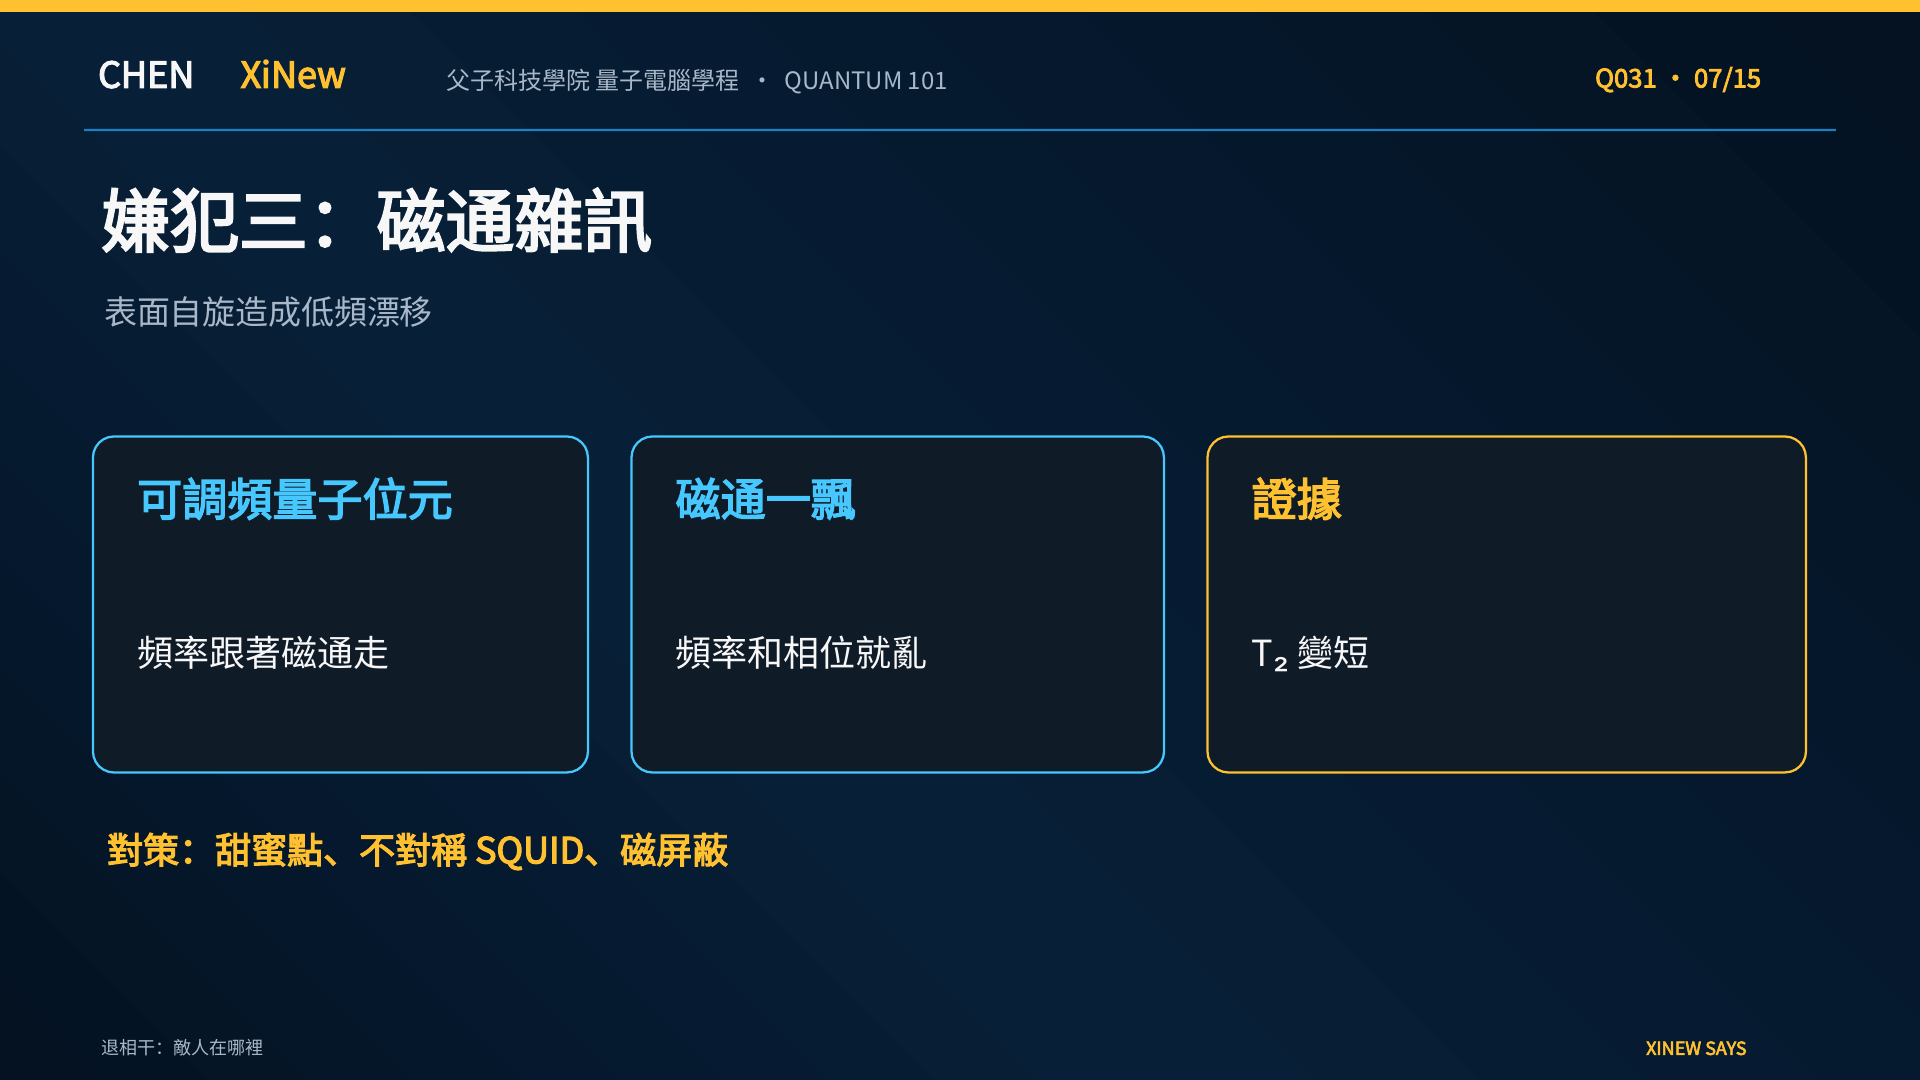 CHEN XiNew 父子科技學院 量子電腦學程 • QUANTUM 101 Q031 • 07/15
嫌犯三：磁通雜訊
表面自旋造成低頻漂移
可調頻量子位元
頻率跟著磁通走
磁通一飄
頻率和相位就亂
證據
T₂ 變短
對策：甜蜜點、不對稱 SQUID、磁屏蔽
退相干：敵人在哪裡 XINEW SAYS